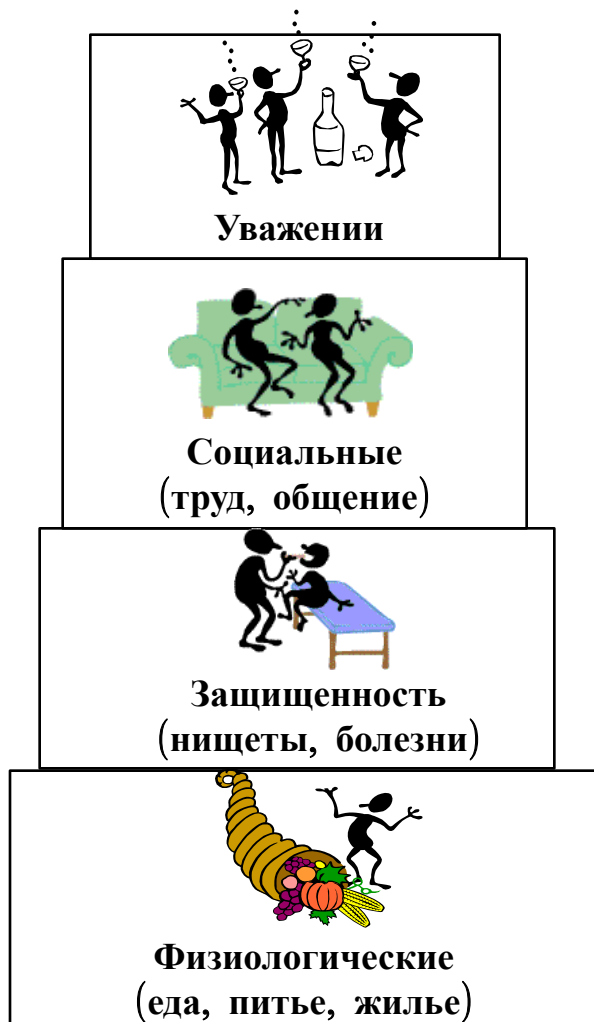 Уважении
Социальные
(труд, общение)
Защищенность
(нищеты, болезни)
Физиологические
(еда, питье, жилье)